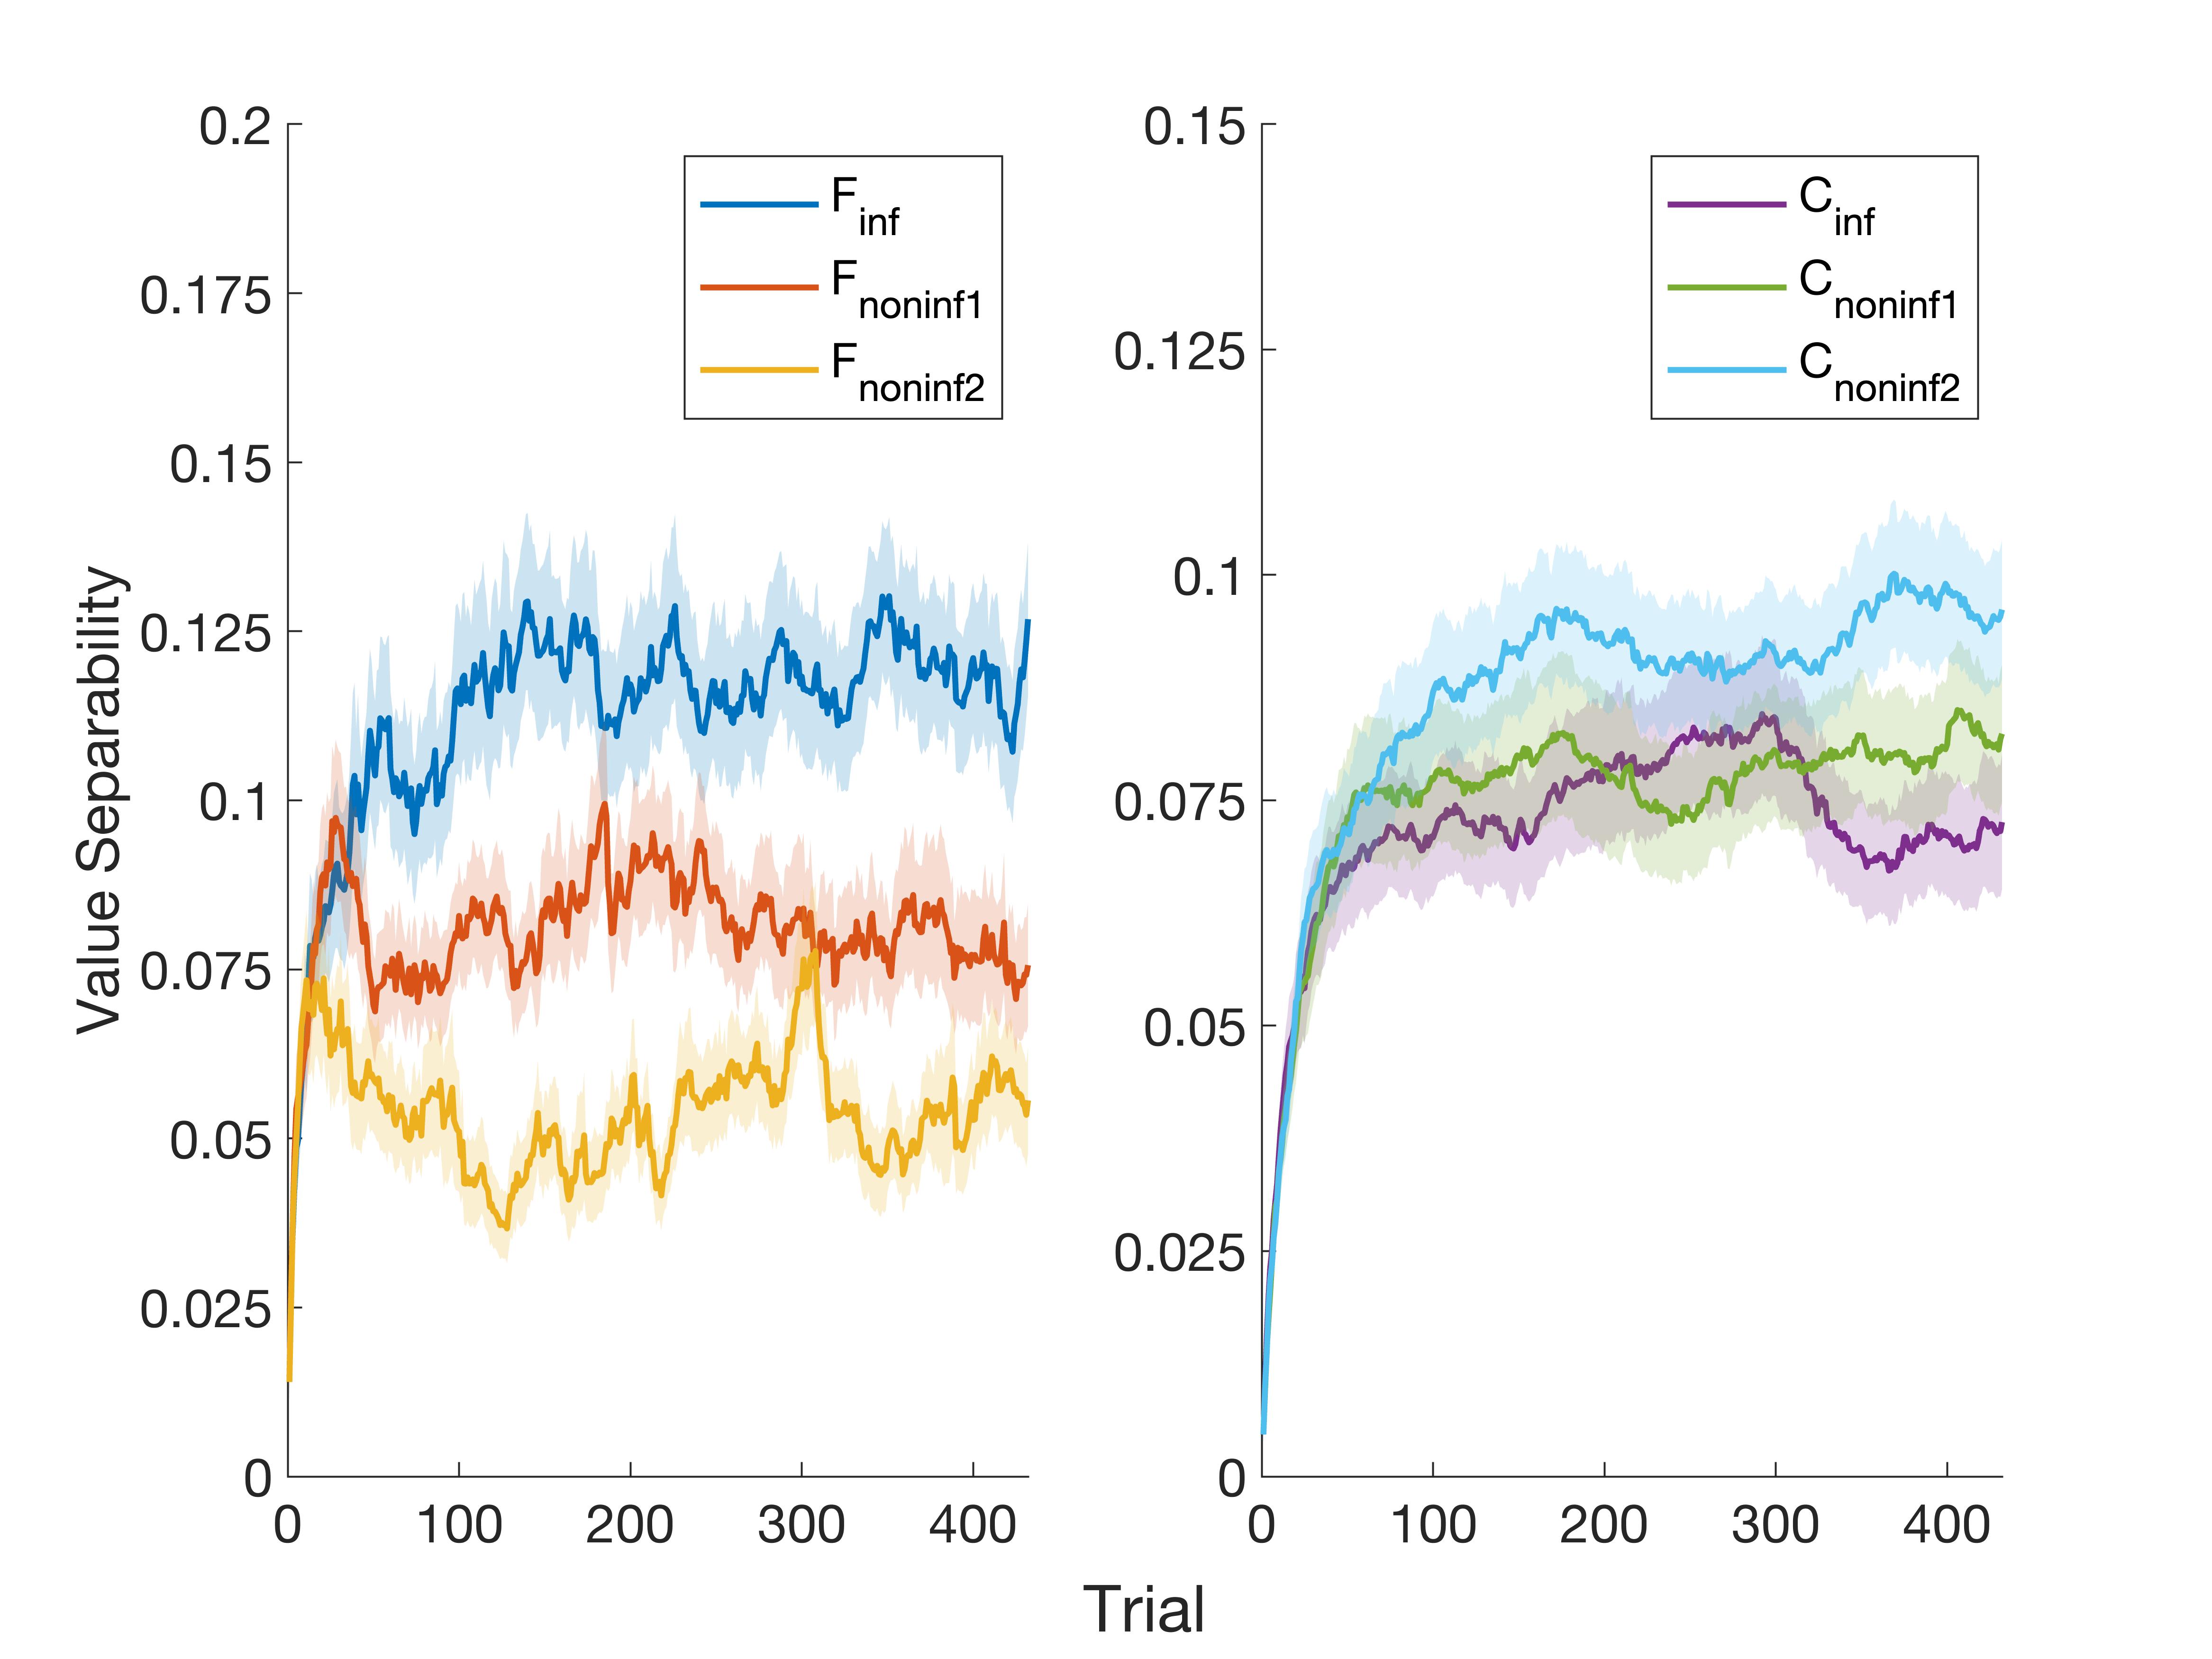 Value Separability
0.2
0.175
0.15
0.125
0.1
0.075
0.05
0.025
0
0 100 200 300 400
F inf
F noninf1
F noninf2
0.15
0.125
0.1
0.075
0.05
0.025
0
0 100 200 300 400
C inf
C noninf1
C noninf2
Trial